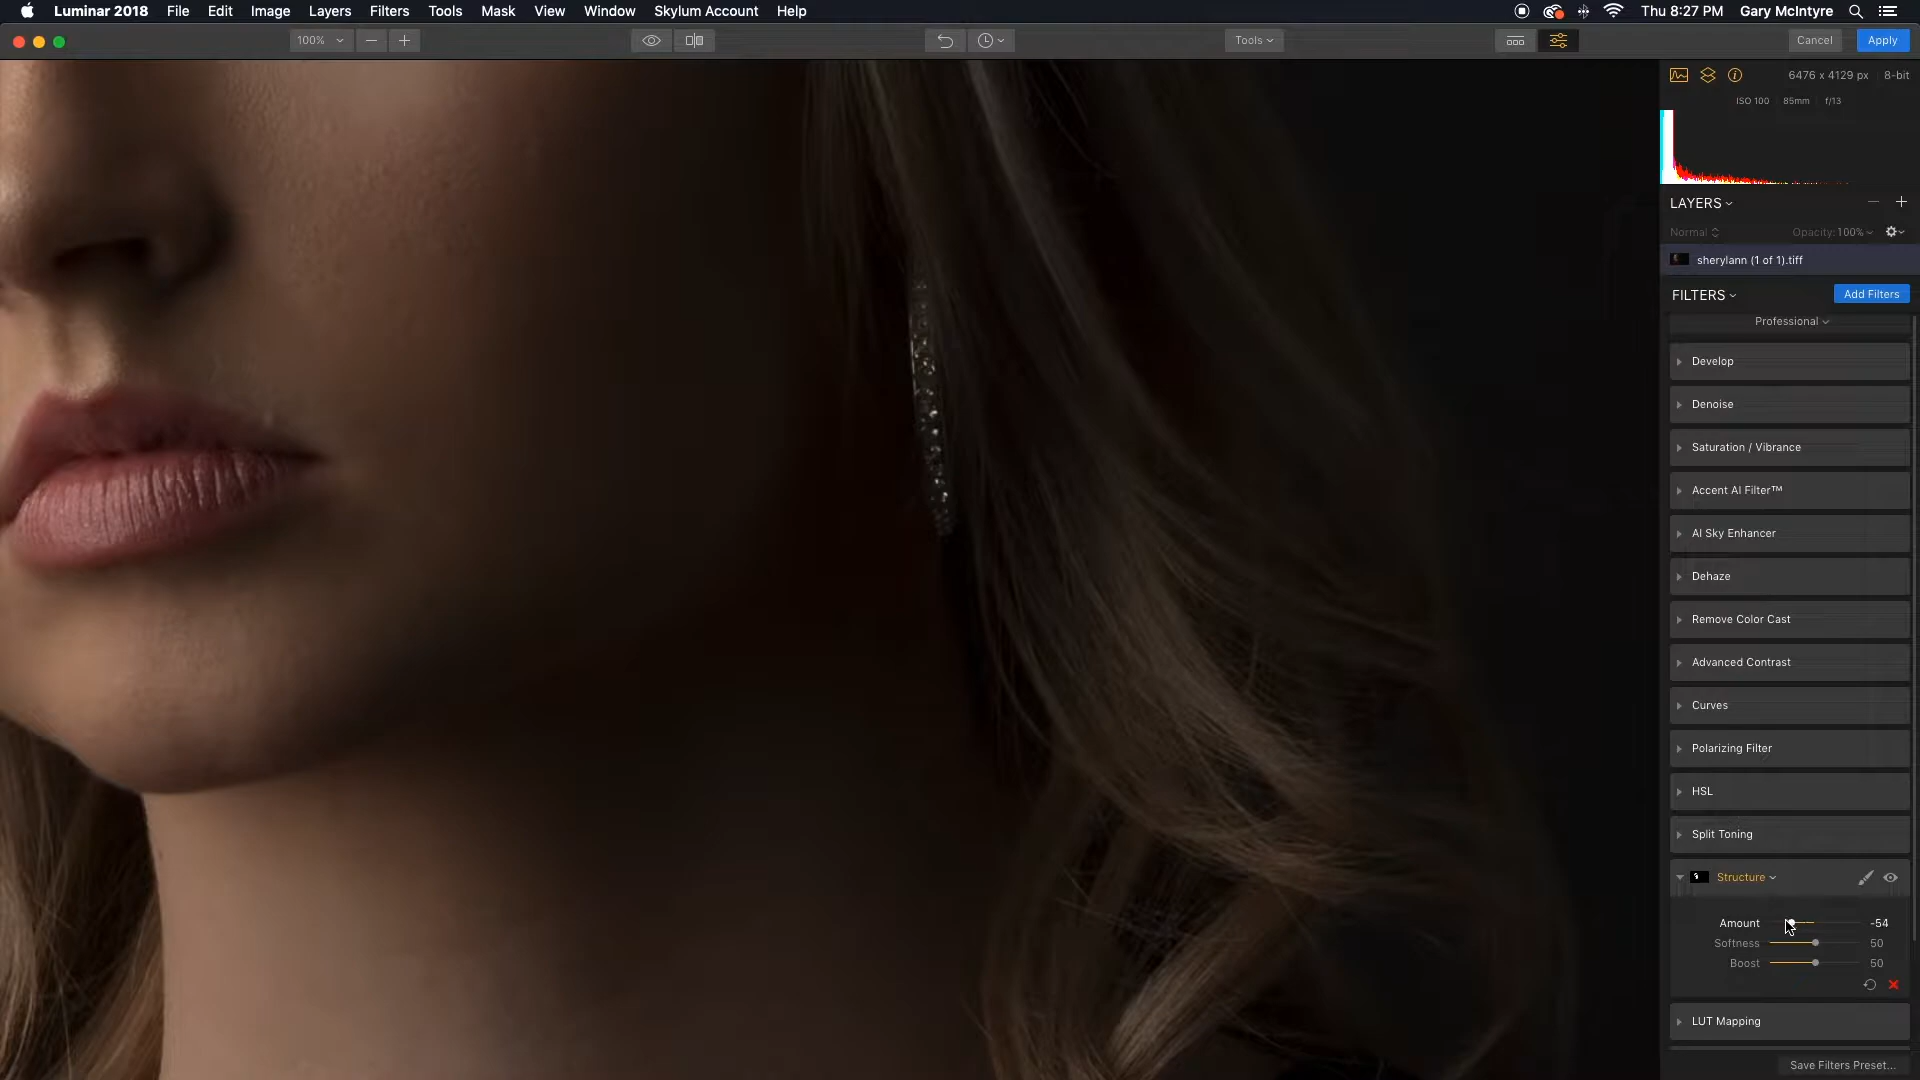 Luminar 2018 File Edit Image Layers Filters Tools Mask View Window Skylum Account Help Thu 8:27 PM Gary McIntyre
100% Tools Cancel Apply
6476 x 4129 px 8-bit
ISO 100 85mm f/13
LAYERS
Normal Opacity: 100%
sherylann (1 of 1).tiff
FILTERS Add Filters
Professional
Develop
Denoise
Saturation / Vibrance
Accent AI Filter™
AI Sky Enhancer
Dehaze
Remove Color Cast
Advanced Contrast
Curves
Polarizing Filter
HSL
Split Toning
Structure
Amount -54
Softness 50
Boost 50
LUT Mapping
Save Filters Preset...